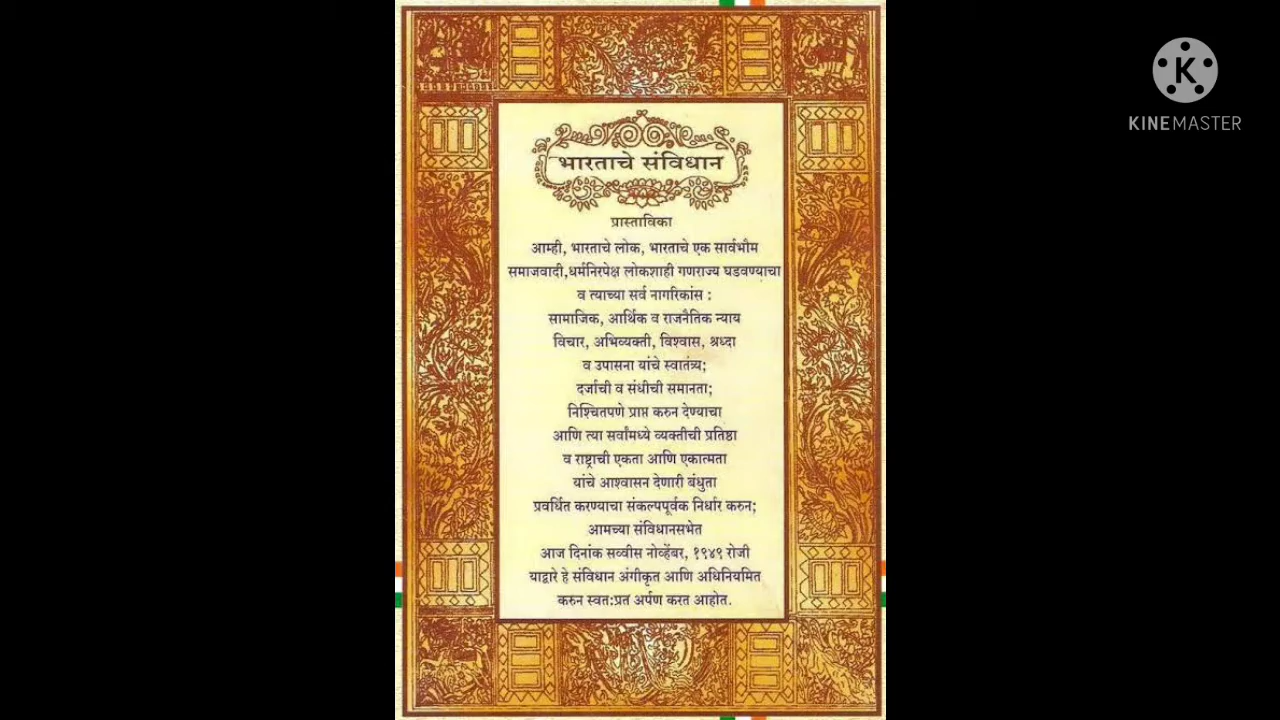 भारताचे संविधान
प्रास्ताविका
आम्ही, भारताचे लोक, भारताचे एक सार्वभौम
समाजवादी,धर्मनिरपेक्ष लोकशाही गणराज्य घडवण्याचा
व त्याच्या सर्व नागरिकांस :
सामाजिक, आर्थिक व राजनैतिक न्याय
विचार, अभिव्यक्ती, विश्वास, श्रध्दा
व उपासना यांचे स्वातंत्र्य;
दर्जाची व संधीची समानता;
निश्चितपणे प्राप्त करुन देण्याचा
आणि त्या सर्वांमध्ये व्यक्तीची प्रतिष्ठा
व राष्ट्राची एकता आणि एकात्मता
यांचे आश्वासन देणारी बंधुता
प्रवर्धित करण्याचा संकल्पपूर्वक निर्धार करुन;
आमच्या संविधानसभेत
आज दिनांक सव्वीस नोव्हेंबर, १९४९ रोजी
याद्वारे हे संविधान अंगीकृत आणि अधिनियमित
करुन स्वत:प्रत अर्पण करत आहोत.
K
KINEMASTER